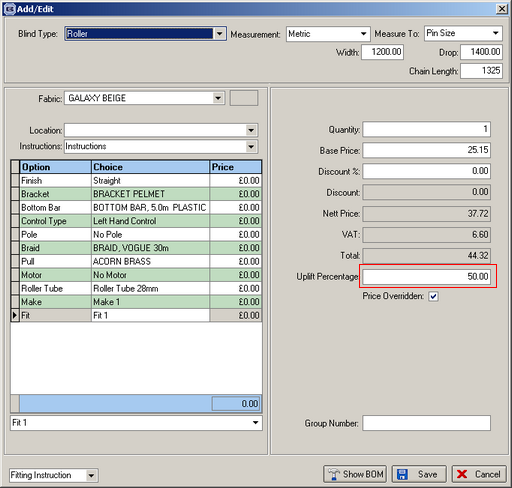 Add/Edit
Blind Type: Roller Measurement: Metric Measure To: Pin Size
Width: 1200.00 Drop: 1400.00
Chain Length: 1325
Fabric: GALAXY BEIGE
Location:
Instructions: Instructions
Option Choice Price
Finish Straight £0.00
Bracket BRACKET PELMET £0.00
Bottom Bar BOTTOM BAR, 5.0m PLASTIC £0.00
Control Type Left Hand Control £0.00
Pole No Pole £0.00
Braid BRAID, VOGUE 30m £0.00
Pull ACORN BRASS £0.00
Motor No Motor £0.00
Roller Tube Roller Tube 28mm £0.00
Make Make 1 £0.00
Fit Fit 1 £0.00
0.00
Fit 1
Quantity: 1
Base Price: 25.15
Discount %: 0.00
Discount: 0.00
Nett Price: 37.72
VAT: 6.60
Total: 44.32
Uplift Percentage 50.00
Price Overridden:
Group Number:
Fitting Instruction
Show BOM Save Cancel